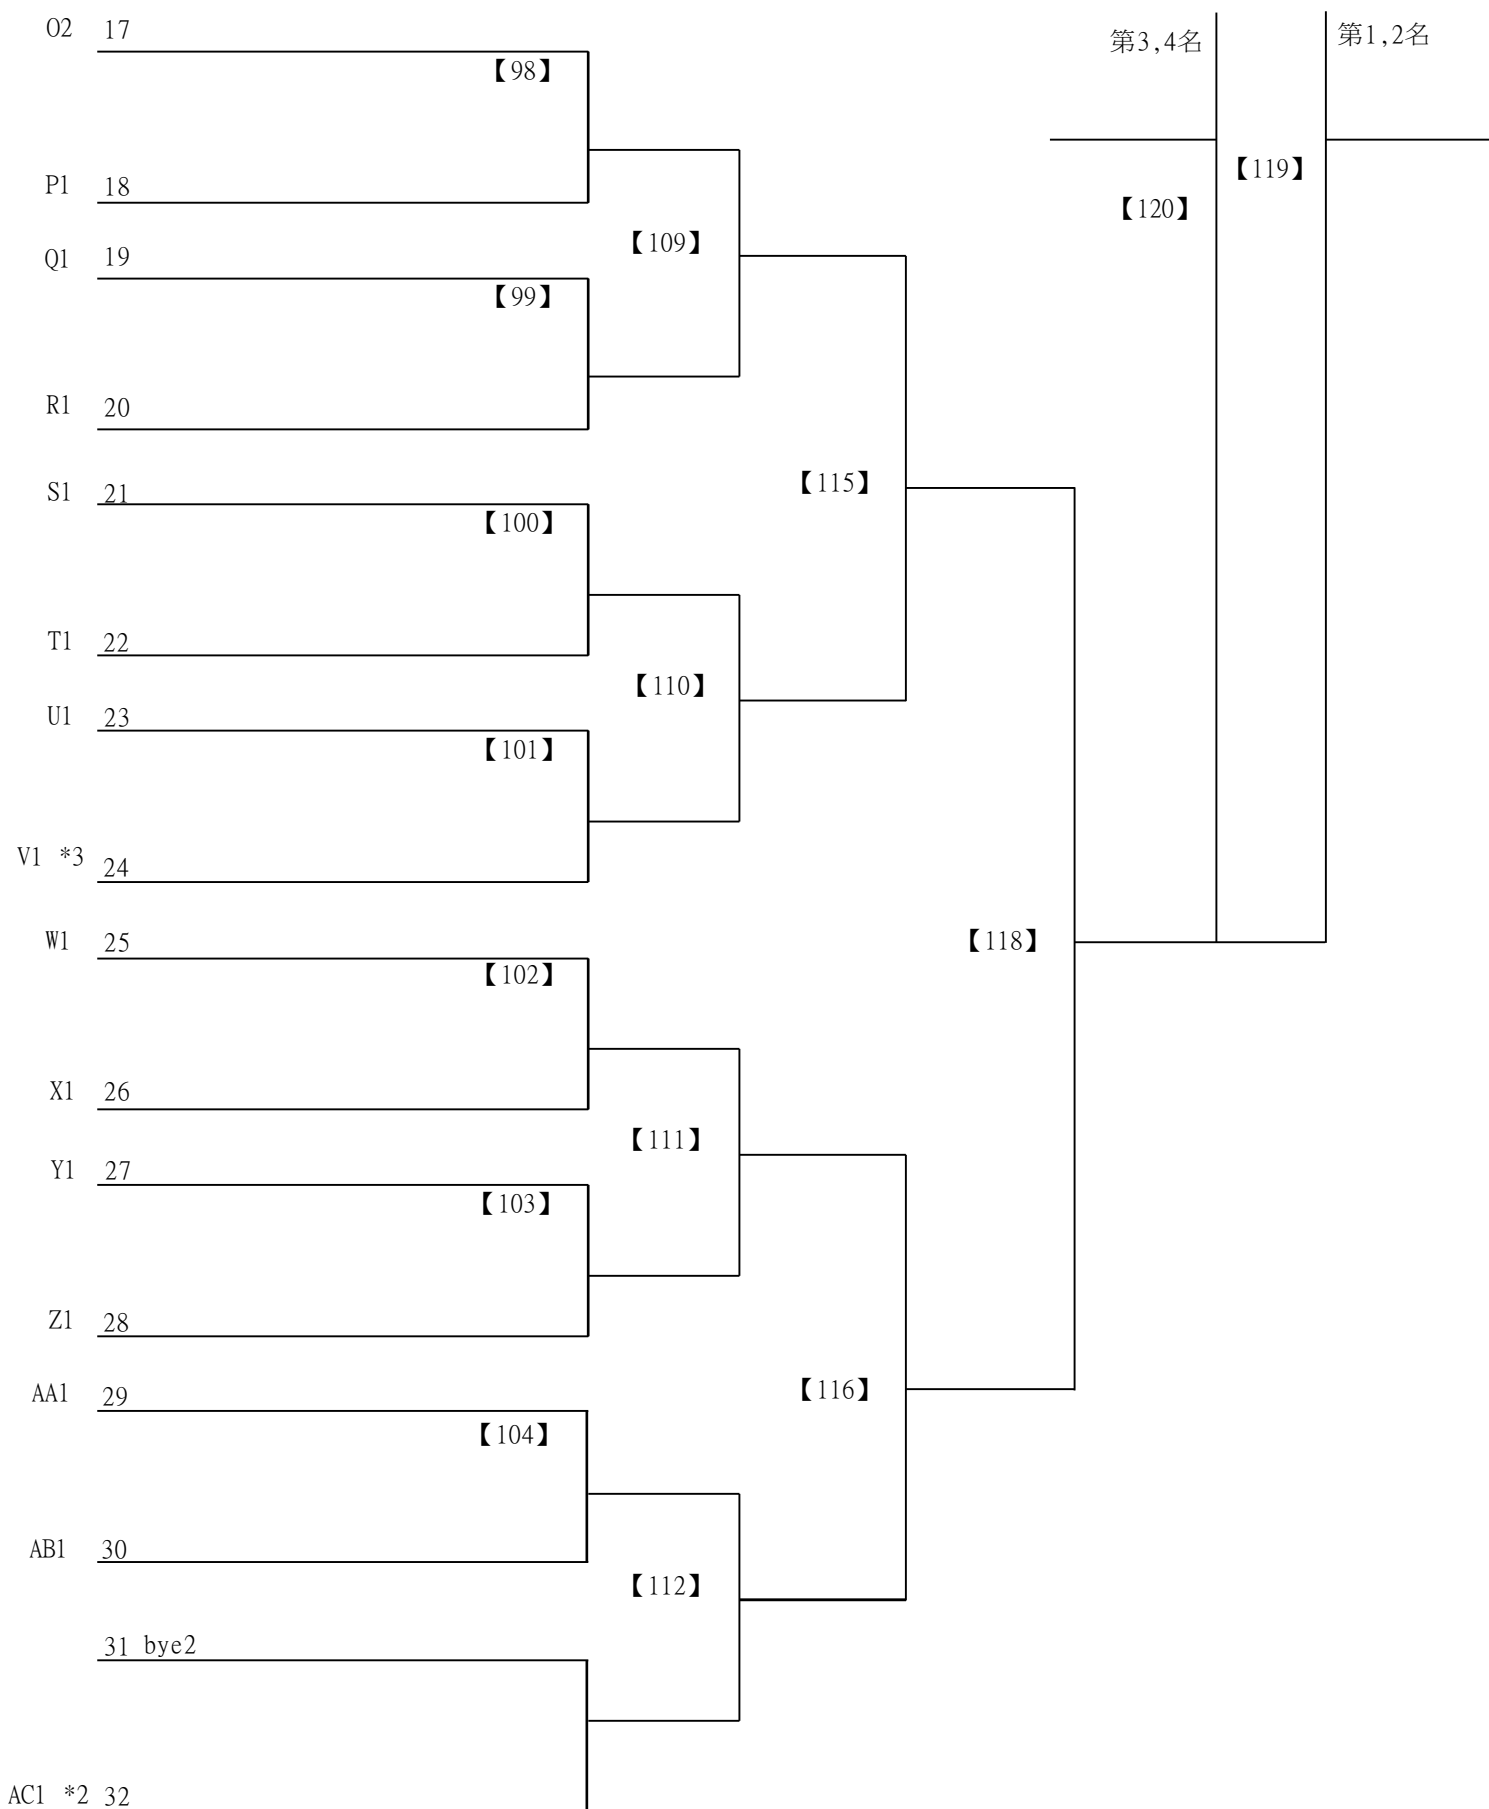 O2 17
第3,4名
第1,2名
【98】
【119】
P1 18
【120】
【109】
Q1 19
【99】
R1 20
【115】
S1 21
【100】
T1 22
【110】
U1 23
【101】
V1 *3 24
W1 25
【118】
【102】
X1 26
【111】
Y1 27
【103】
Z1 28
AA1 29
【116】
【104】
AB1 30
【112】
31 bye2
AC1 *2 32